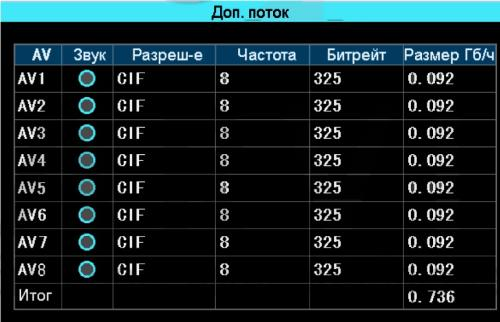 Доп. поток
AV Звук Разреш-е Частота Битрейт Размер Гб/ч
AV1 CIF 8 325 0. 092
AV2 CIF 8 325 0. 092
AV3 CIF 8 325 0. 092
AV4 CIF 8 325 0. 092
AV5 CIF 8 325 0. 092
AV6 CIF 8 325 0. 092
AV7 CIF 8 325 0. 092
AV8 CIF 8 325 0. 092
Итог 0. 736